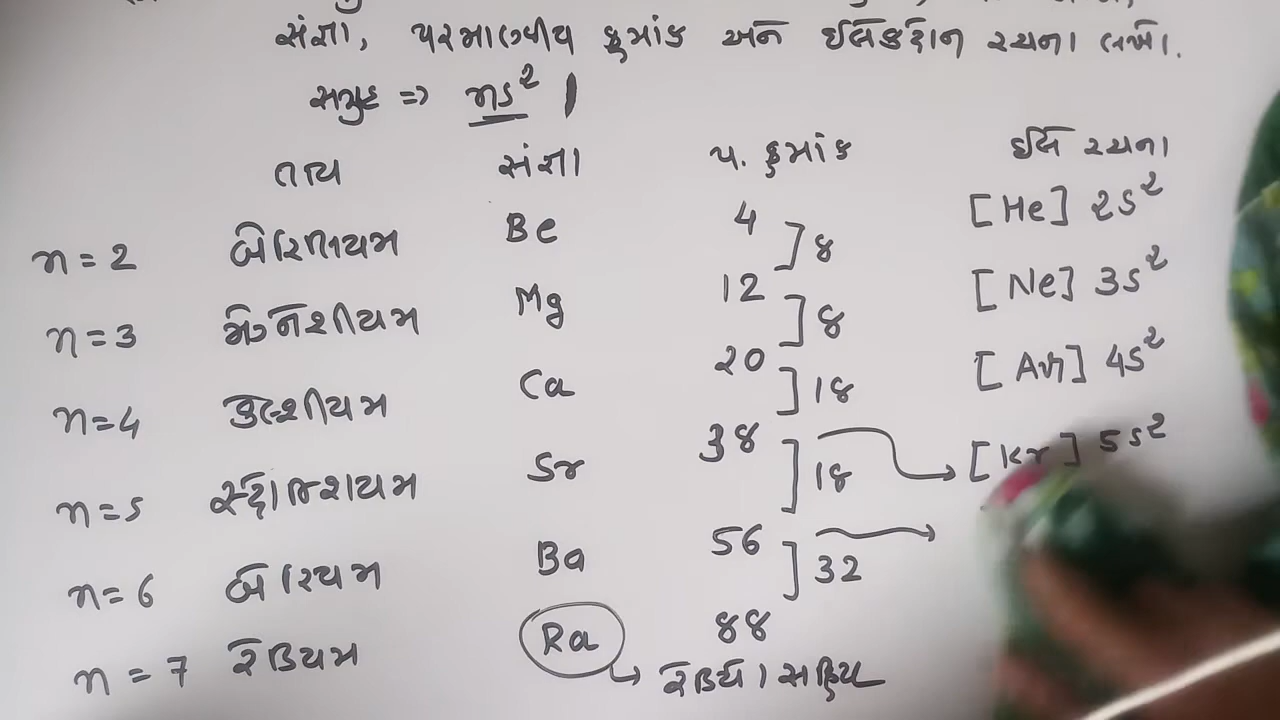 સંજ્ઞા, પરમાણ્વીય ક્રમાંક અને ઈલેક્ટ્રોન રચના લખો.
સમૂહ => ns² |
તત્વ સંજ્ઞા પ. ક્રમાંક ઈલે રચના
n = 2 બેરિલિયમ Be 4 ] 8 [He] 2s²
n = 3 મેગ્નેશીયમ Mg 12 ] 8 [Ne] 3s²
n = 4 કેલ્શીયમ Ca 20 ] 18 [Ar] 4s²
n = 5 સ્ટ્રોન્શિયમ Sr 38 ] 18 → [Kr] 5s²
n = 6 બેરિયમ Ba 56 ] 32 →
n = 7 રેડિયમ Ra 88
→ રેડિયો સક્રિય